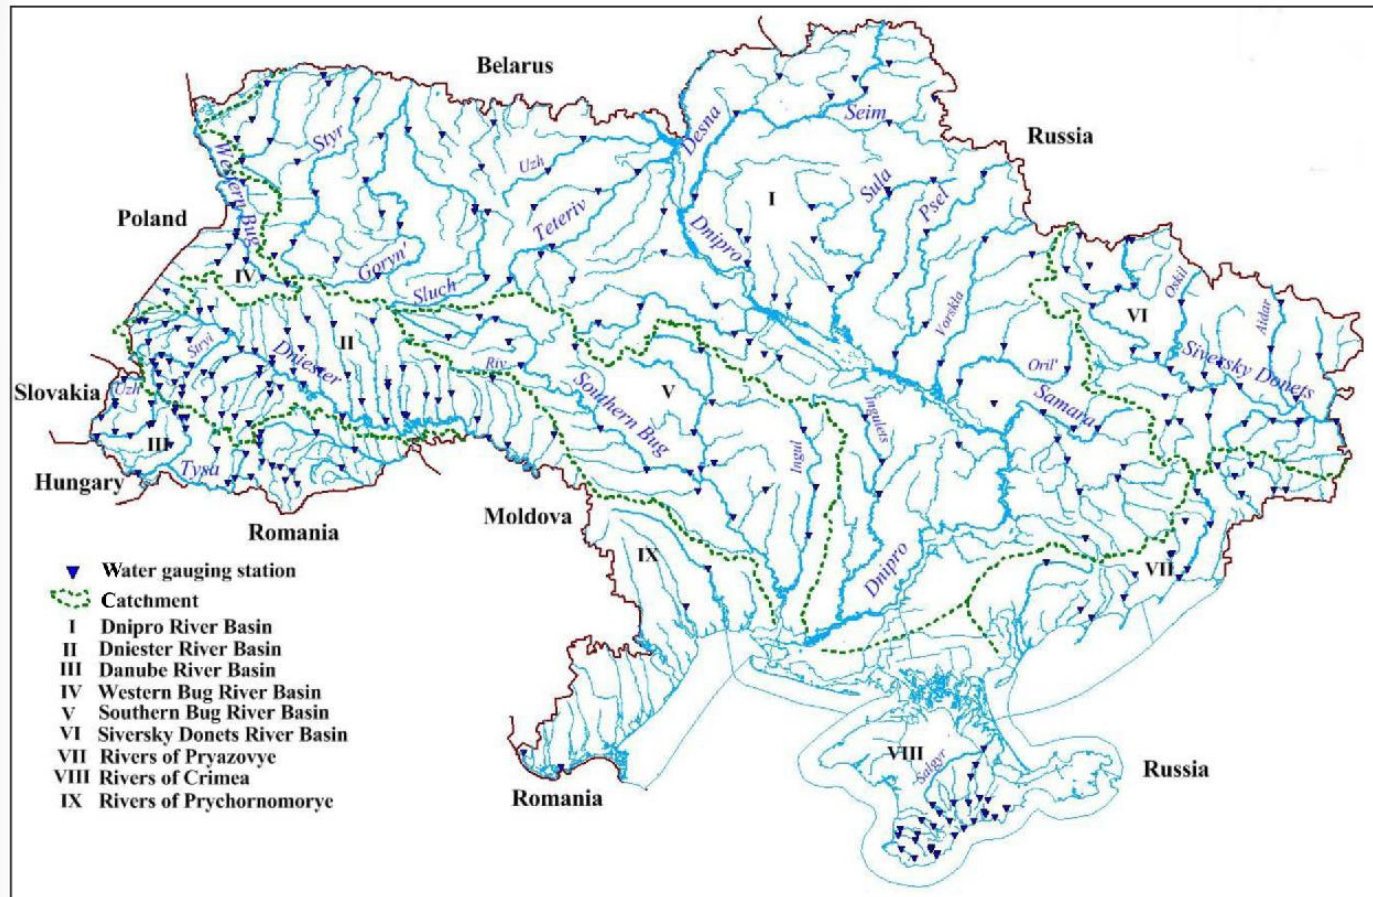 Belarus
Russia
Poland
Slovakia
Hungary
Romania
Moldova
Romania
Russia
Styr
Western Bug
Goryn'
Sluch
Uzh
Teteriv
Desna
Seim
Dnipro
Sula
Psel
Vorskla
Oskil
Aidar
Siversky Donets
Oril'
Samara
Stryi
Dniester
Uzh
Tysa
Riv
Southern Bug
Ingul
Ingulets
Dnipro
Salgyr
I
II
III
IV
V
VI
VII
VIII
IX
Water gauging station
Catchment
I Dnipro River Basin
II Dniester River Basin
III Danube River Basin
IV Western Bug River Basin
V Southern Bug River Basin
VI Siversky Donets River Basin
VII Rivers of Pryazovye
VIII Rivers of Crimea
IX Rivers of Prychornomorye